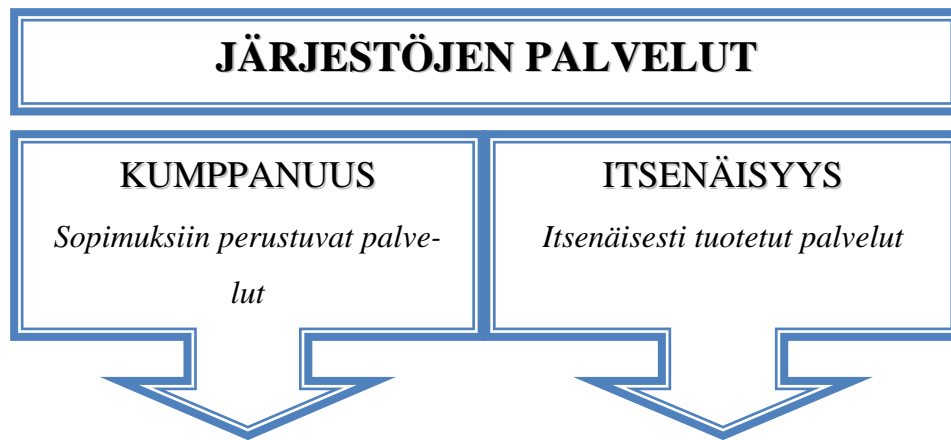 JÄRJESTÖJEN PALVELUT
KUMPPANUUS
Sopimuksiin perustuvat palve-
lut
ITSENÄISYYS
Itsenäisesti tuotetut palvelut